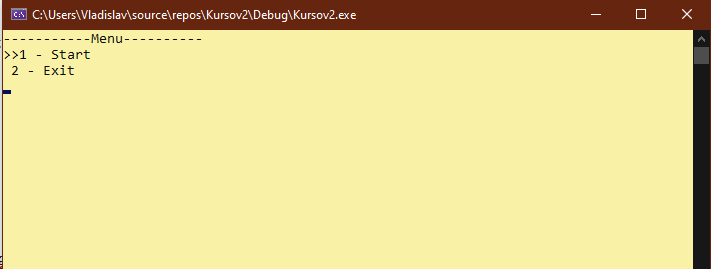 C:\Users\Vladislav\source\repos\Kursov2\Debug\Kursov2.exe
-----------Menu----------
>>1 - Start
 2 - Exit